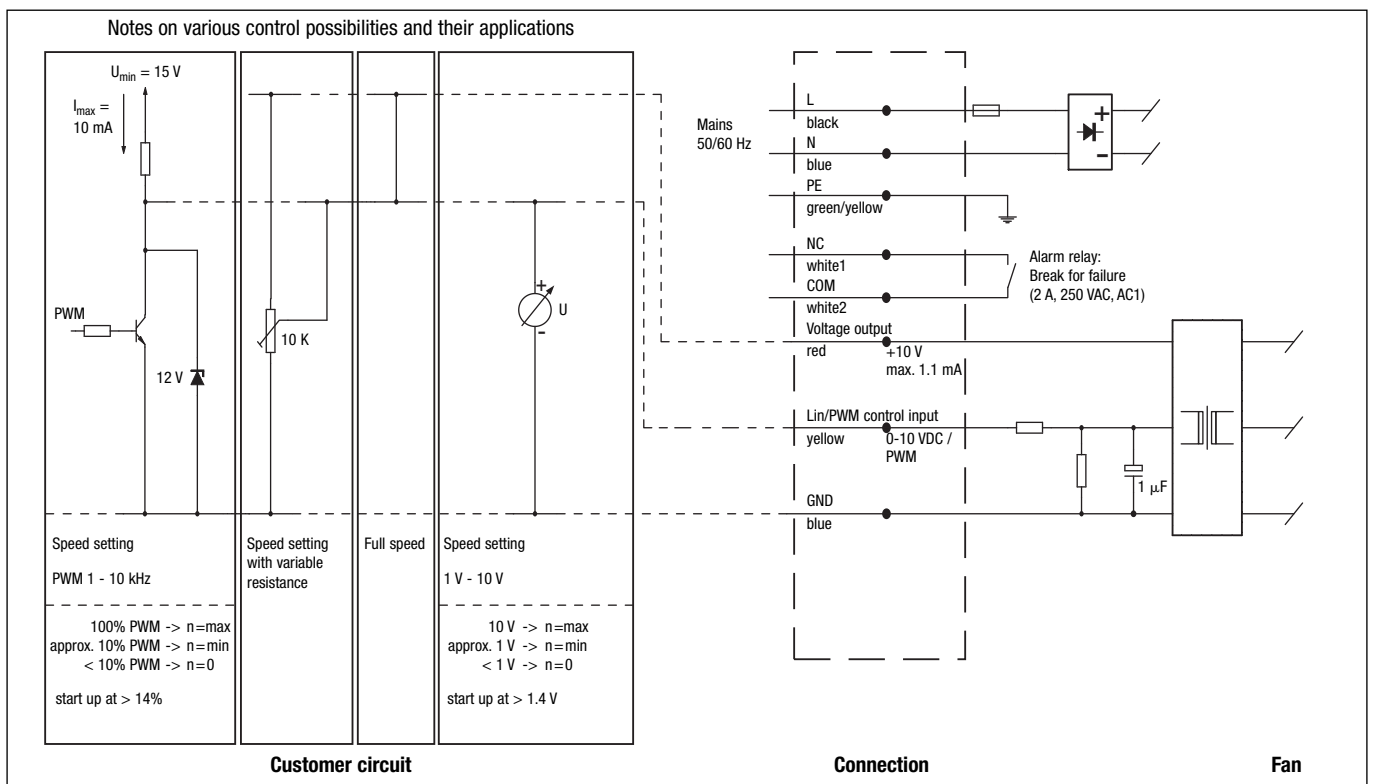 Notes on various control possibilities and their applications
Umin = 15 V
Imax =
10 mA
PWM
12 V
10 K
+
U
-
Speed setting
PWM 1 - 10 kHz
100% PWM -> n=max
approx. 10% PWM -> n=min
< 10% PWM -> n=0
start up at > 14%
Speed setting
with variable
resistance
Full speed
Speed setting
1 V - 10 V
10 V -> n=max
approx. 1 V -> n=min
< 1 V -> n=0
start up at > 1.4 V
Customer circuit
Mains
50/60 Hz
L
black
N
blue
PE
green/yellow
NC
white1
COM
white2
Voltage output
red
+10 V
max. 1.1 mA
Lin/PWM control input
yellow
0-10 VDC /
PWM
GND
blue
Connection
+
-
Alarm relay:
Break for failure
(2 A, 250 VAC, AC1)
1 µF
Fan